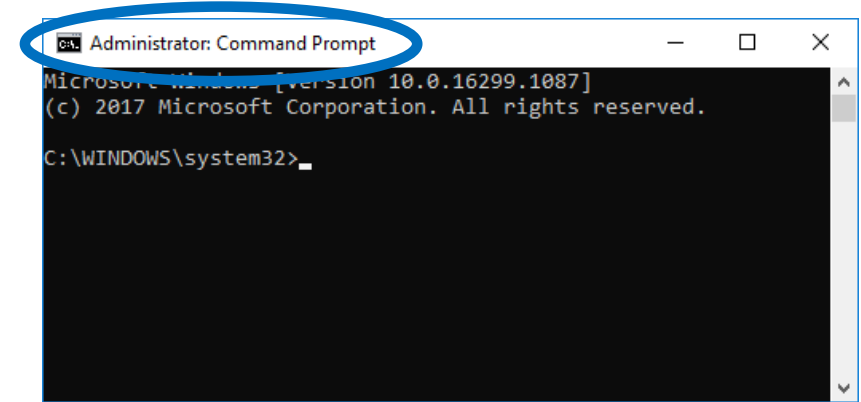 Administrator: Command Prompt
Microsoft Windows [Version 10.0.16299.1087]
(c) 2017 Microsoft Corporation. All rights reserved.
C:\WINDOWS\system32>